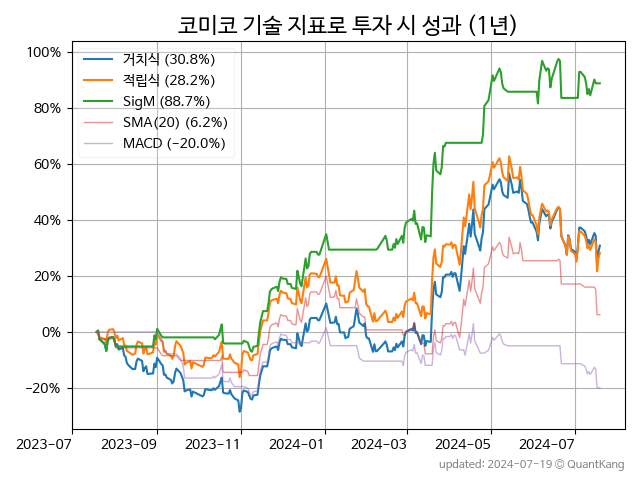 코미코 기술 지표로 투자 시 성과 (1년)
100%
80%
60%
40%
20%
0%
−20%
거치식 (30.8%)
적립식 (28.2%)
SigM (88.7%)
SMA(20) (6.2%)
MACD (−20.0%)
2023-07
2023-09
2023-11
2024-01
2024-03
2024-05
2024-07
updated: 2024-07-19 @ QuantKang